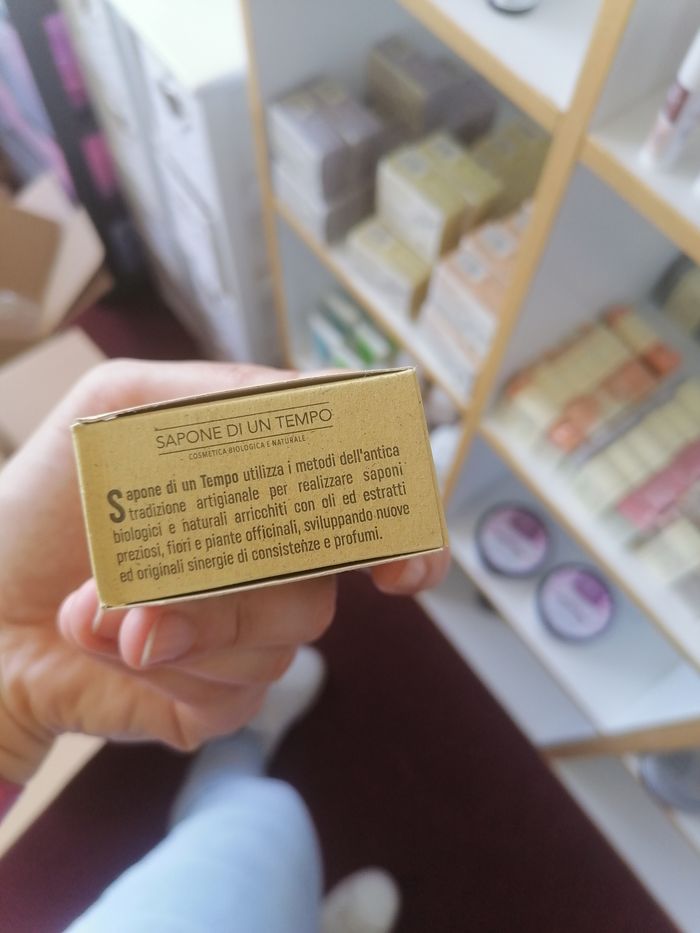 SAPONE DI UN TEMPO
COSMETICA BIOLOGICA E NATURALE
Sapone di un Tempo utilizza i metodi dell'antica
tradizione artigianale per realizzare saponi
biologici e naturali arricchiti con oli ed estratti
preziosi, fiori e piante officinali, sviluppando nuove
ed originali sinergie di consistenze e profumi.